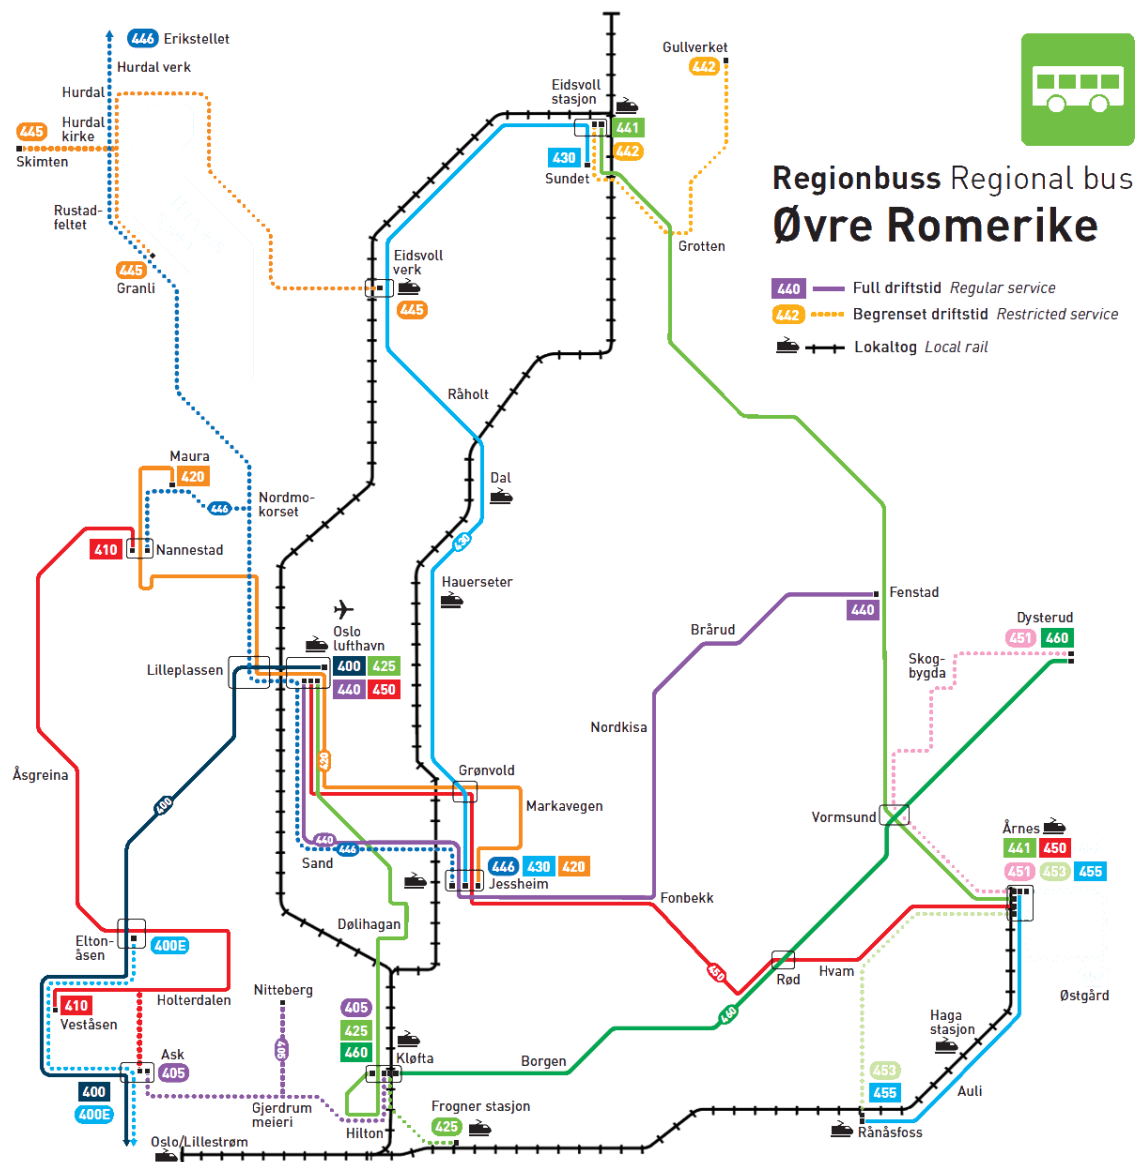 446 Erikstellet
Hurdal verk
Hurdal
Hurdal
kirke
445
Skimten
Rustad-
feltet
445
Granli
Gullverket
442
Eidsvoll
stasjon
441
442
430
Sundet
Grotten
Eidsvoll
verk
445
Regionbuss Regional bus
Øvre Romerike
440 Full driftstid Regular service
442 Begrenset driftstid Restricted service
Lokaltog Local rail
Råholt
Maura
420
446
Nordmo-
korset
Dal
430
410 Nannestad
Hauerseter
Oslo
lufthavn
400 425
440 450
Lilleplassen
Fenstad
440
Brårud
Nordkisa
Dysterud
451 460
Skog-
bygda
Åsgreina
400
420
Grønvold
Markavegen
Vormsund
440
446
Sand
446 430 420
Jessheim
Årnes
441 450
451 453 455
Fonbekk
Dølihagan
Elton-
åsen
400E
450
Rød
Hvam
Holterdalen
410
Veståsen
Nitteberg
405
405
425
460
460
Østgård
Haga
stasjon
Kløfta
Borgen
Ask
405
400
400E
Gjerdrum
meieri
Hilton
Frogner stasjon
425
453
455
Auli
Rånåsfoss
Oslo/Lillestrøm